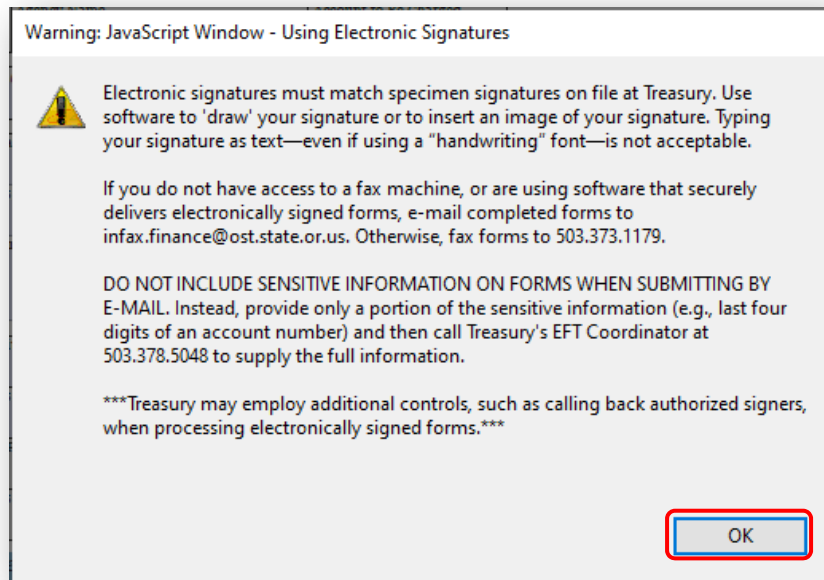 Warning: JavaScript Window - Using Electronic Signatures
Electronic signatures must match specimen signatures on file at Treasury. Use
software to 'draw' your signature or to insert an image of your signature. Typing
your signature as text—even if using a "handwriting" font—is not acceptable.
If you do not have access to a fax machine, or are using software that securely
delivers electronically signed forms, e-mail completed forms to
infax.finance@ost.state.or.us. Otherwise, fax forms to 503.373.1179.
DO NOT INCLUDE SENSITIVE INFORMATION ON FORMS WHEN SUBMITTING BY
E-MAIL. Instead, provide only a portion of the sensitive information (e.g., last four
digits of an account number) and then call Treasury's EFT Coordinator at
503.378.5048 to supply the full information.
***Treasury may employ additional controls, such as calling back authorized signers,
when processing electronically signed forms.***
OK